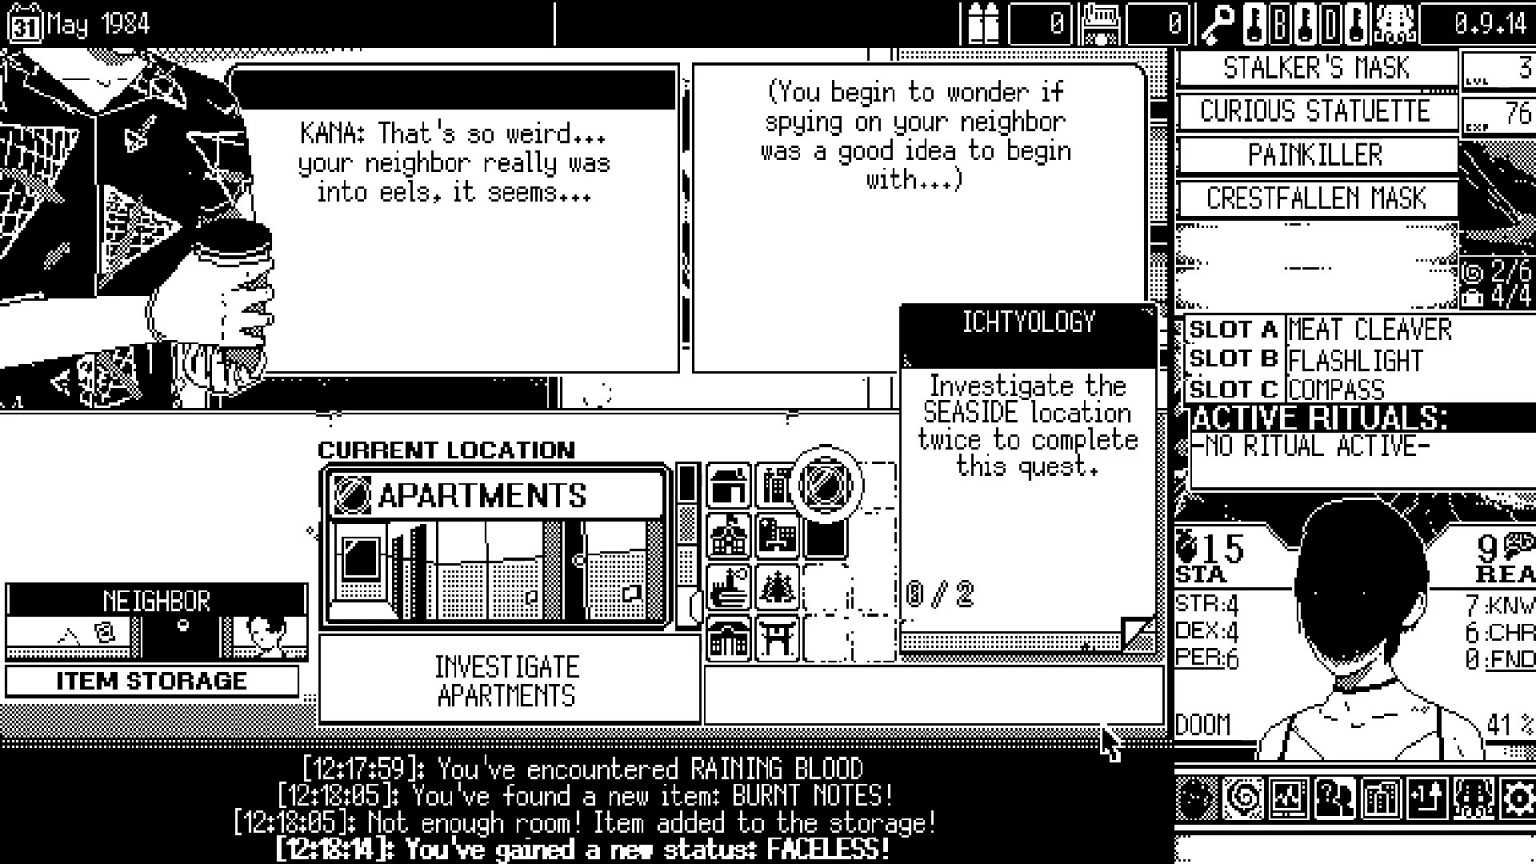 31 May 1984
0
0
B
D
0.9.14
KANA: That's so weird...
your neighbor really was
into eels, it seems...
(You begin to wonder if
spying on your neighbor
was a good idea to begin
with...)
ICHTYOLOGY
Investigate the
SEASIDE location
twice to complete
this quest.
0 / 2
CURRENT LOCATION
APARTMENTS
INVESTIGATE
APARTMENTS
NEIGHBOR
ITEM STORAGE
STALKER'S MASK
CURIOUS STATUETTE
PAINKILLER
CRESTFALLEN MASK
LVL 3
EXP 76
2/6
4/4
SLOT A MEAT CLEAVER
SLOT B FLASHLIGHT
SLOT C COMPASS
ACTIVE RITUALS:
-NO RITUAL ACTIVE-
15
STA
9
REA
STR:4
DEX:4
PER:6
7 :KNW
6 :CHR
0 :FND
DOOM
41 %
[12:17:59]: You've encountered RAINING BLOOD
[12:18:05]: You've found a new item: BURNT NOTES!
[12:18:05]: Not enough room! Item added to the storage!
[12:18:14]: You've gained a new status: FACELESS!